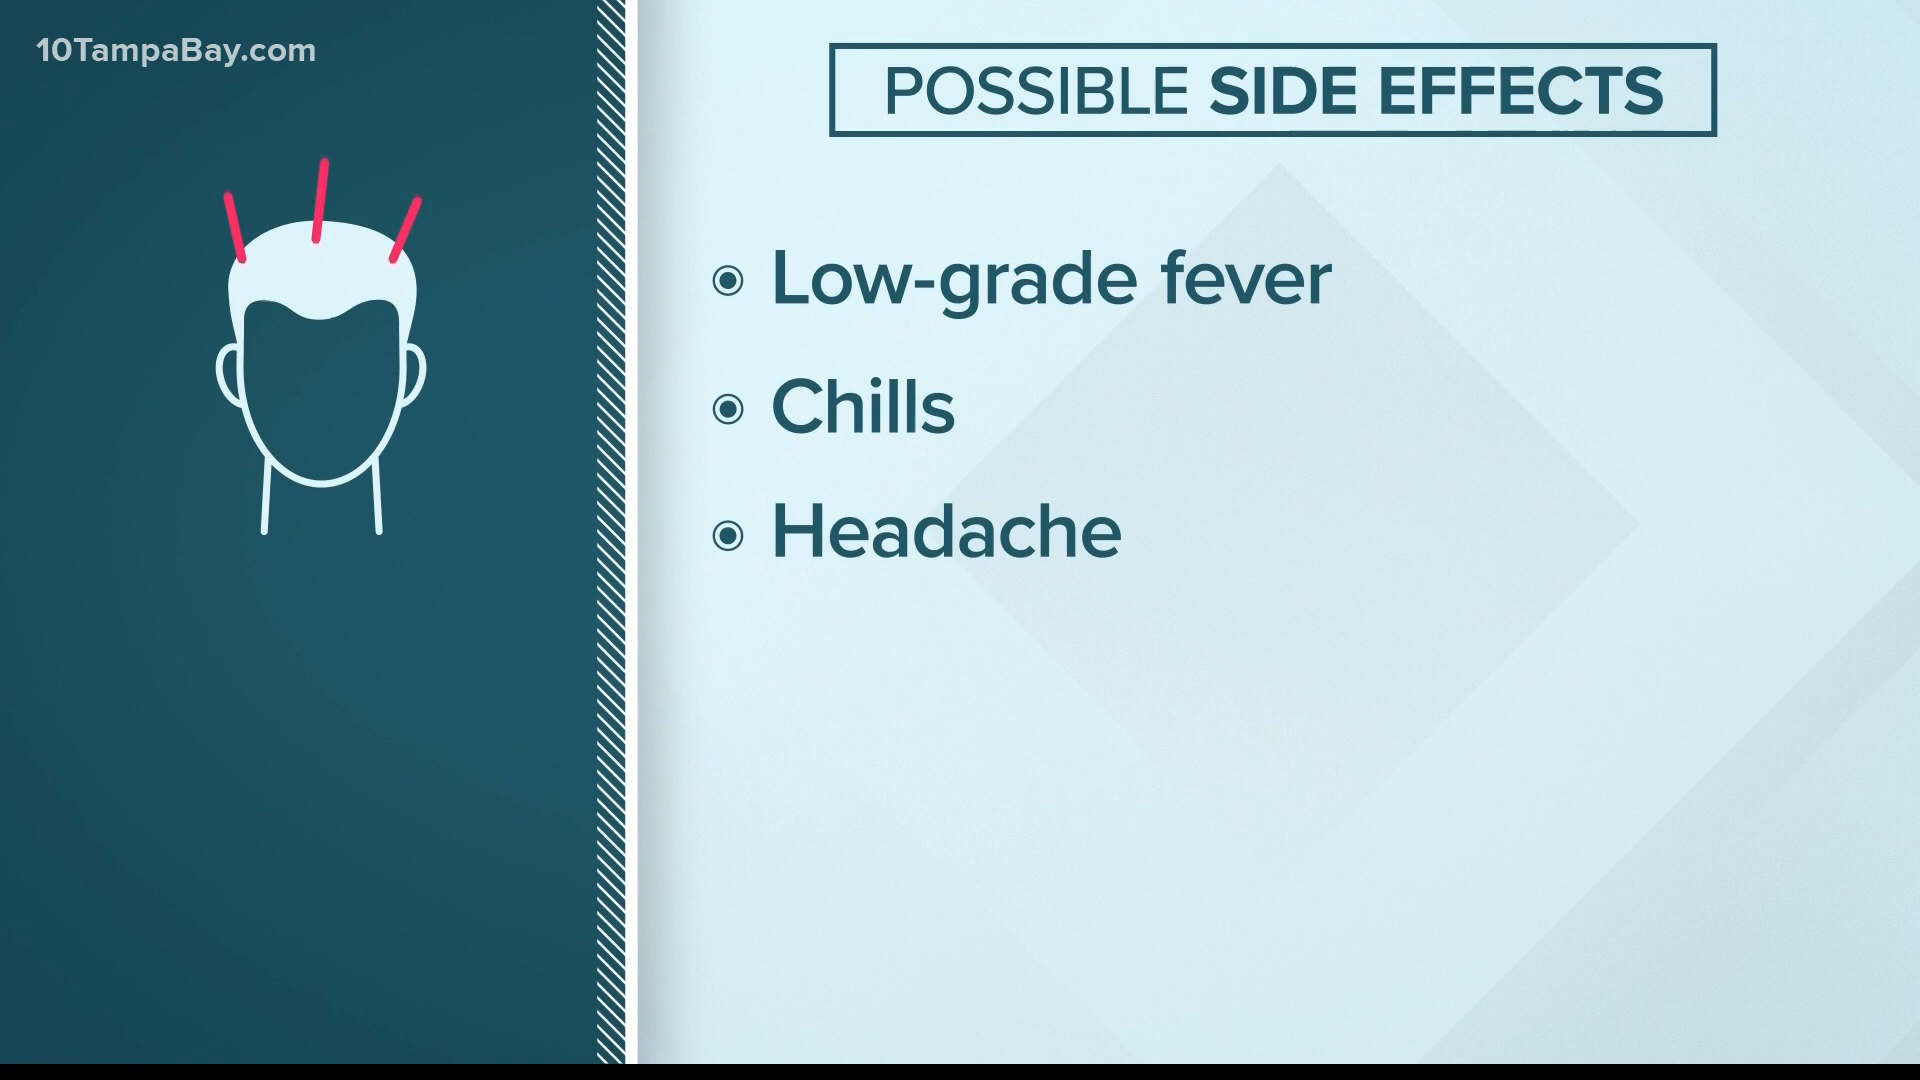 10TampaBay.com
POSSIBLE SIDE EFFECTS
Low-grade fever
Chills
Headache